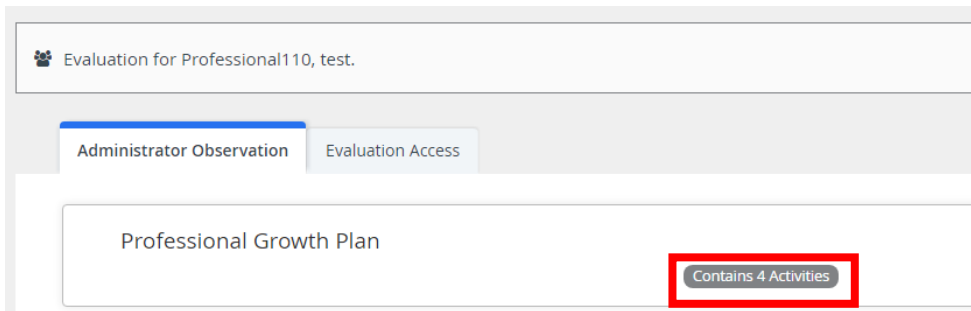 Evaluation for Professional110, test.
Administrator Observation Evaluation Access
Professional Growth Plan
Contains 4 Activities